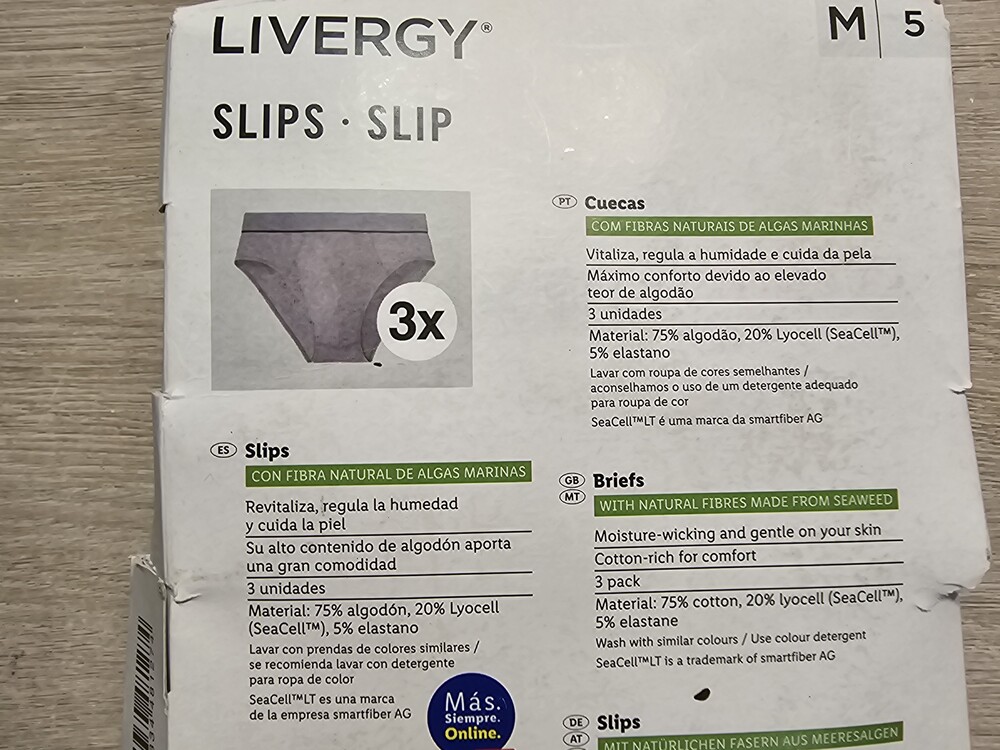 LIVERGY®
M 5
SLIPS · SLIP
3x
PT Cuecas
COM FIBRAS NATURAIS DE ALGAS MARINHAS
Vitaliza, regula a humidade e cuida da pela
Máximo conforto devido ao elevado
teor de algodão
3 unidades
Material: 75% algodão, 20% Lyocell (SeaCell™),
5% elastano
Lavar com roupa de cores semelhantes /
aconselhamos o uso de um detergente adequado
para roupa de cor
SeaCell™LT é uma marca da smartfiber AG
ES Slips
CON FIBRA NATURAL DE ALGAS MARINAS
Revitaliza, regula la humedad
y cuida la piel
Su alto contenido de algodón aporta
una gran comodidad
3 unidades
Material: 75% algodón, 20% Lyocell
(SeaCell™), 5% elastano
Lavar con prendas de colores similares /
se recomienda lavar con detergente
para ropa de color
SeaCell™LT es una marca
de la empresa smartfiber AG
Más.
Siempre.
Online.
GB MT Briefs
WITH NATURAL FIBRES MADE FROM SEAWEED
Moisture-wicking and gentle on your skin
Cotton-rich for comfort
3 pack
Material: 75% cotton, 20% lyocell (SeaCell™),
5% elastane
Wash with similar colours / Use colour detergent
SeaCell™LT is a trademark of smartfiber AG
DE AT Slips
MIT NATÜRLICHEN FASERN AUS MEERESALGEN